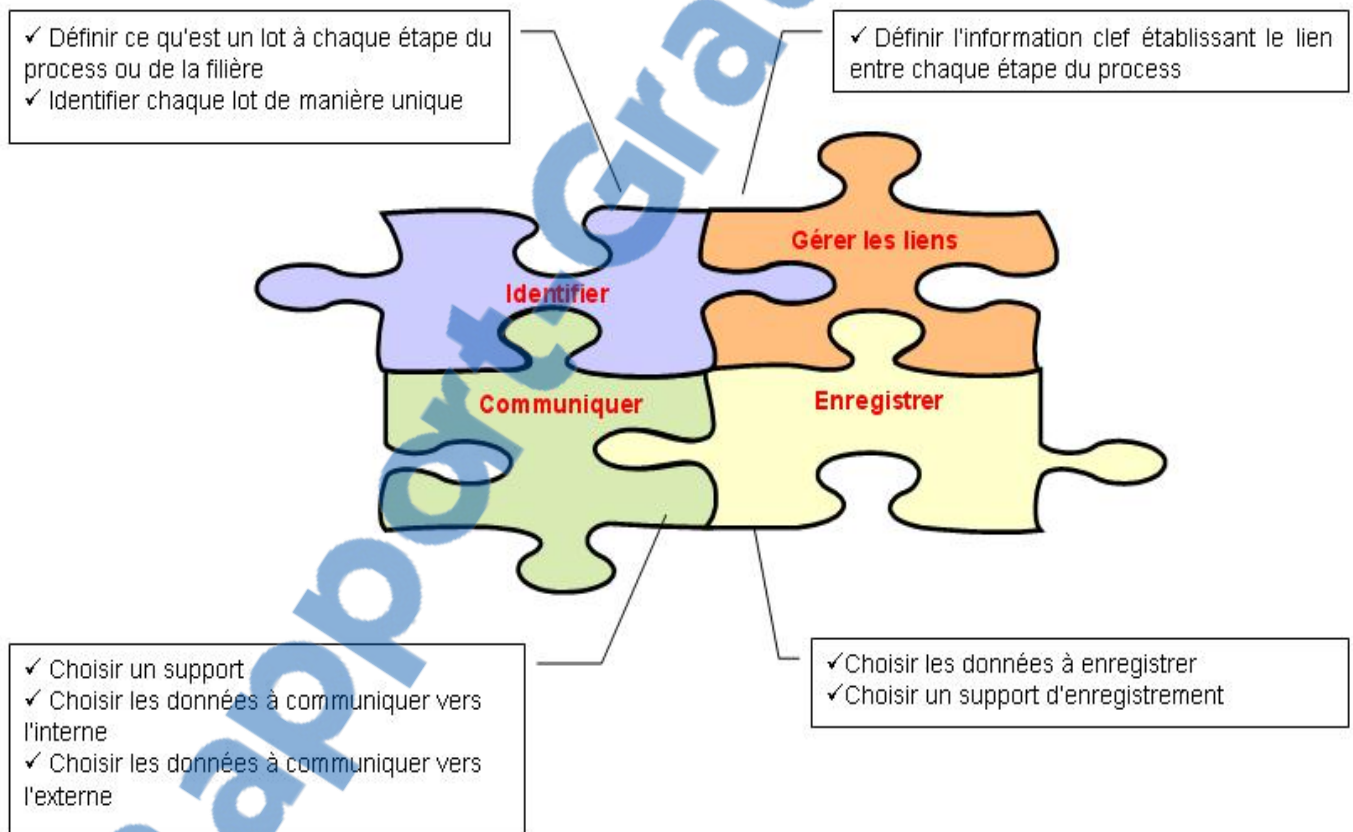 ✓ Définir ce qu'est un lot à chaque étape du
process ou de la filière
✓ Identifier chaque lot de manière unique
✓ Définir l'information clef établissant le lien
entre chaque étape du process
Gérer les liens
Identifier
Communiquer
Enregistrer
✓ Choisir un support
✓ Choisir les données à communiquer vers
l'interne
✓ Choisir les données à communiquer vers
l'externe
✓Choisir les données à enregistrer
✓Choisir un support d'enregistrement
apport-Gra